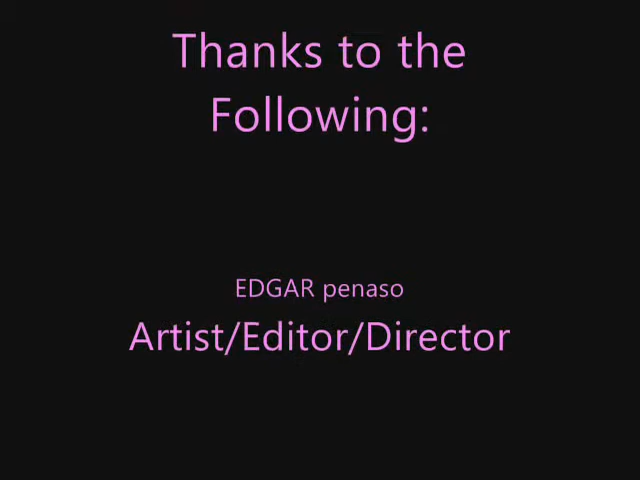 Thanks to the
Following:
EDGAR penaso
Artist/Editor/Director